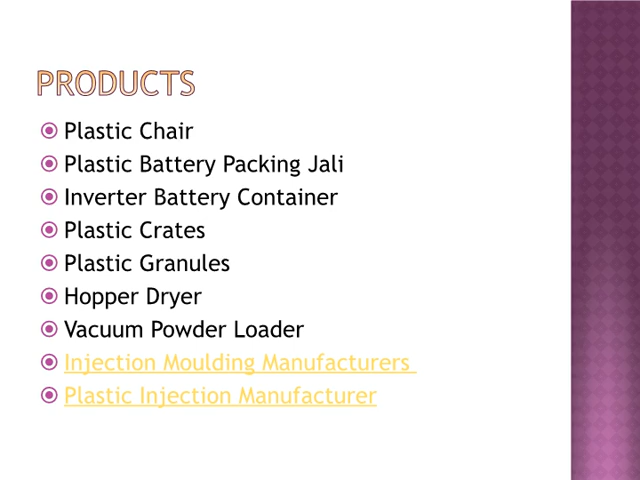 PRODUCTS
Plastic Chair
Plastic Battery Packing Jali
Inverter Battery Container
Plastic Crates
Plastic Granules
Hopper Dryer
Vacuum Powder Loader
Injection Moulding Manufacturers
Plastic Injection Manufacturer